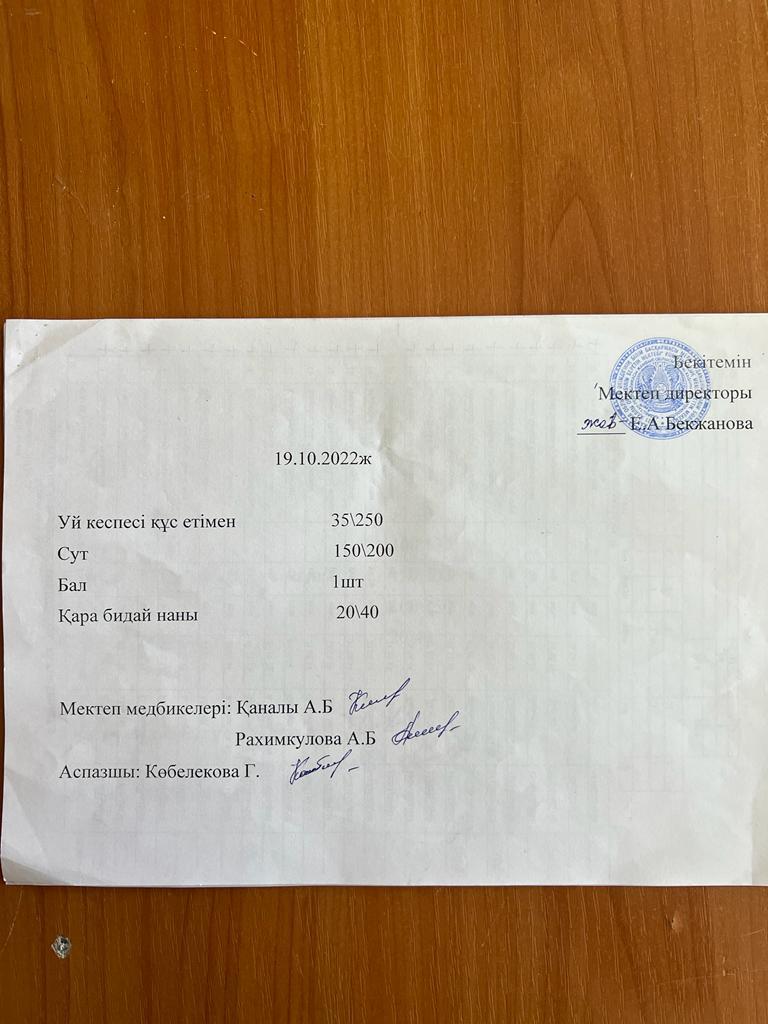 Бекітемін
Мектеп директоры
Е.А Бекжанова
19.10.2022ж
Уй кеспесі құс етімен 35\250
Сут 150\200
Бал 1шт
Қара бидай наны 20\40
Мектеп медбикелері: Қаналы А.Б
Рахимкулова А.Б
Аспазшы: Көбелекова Г.